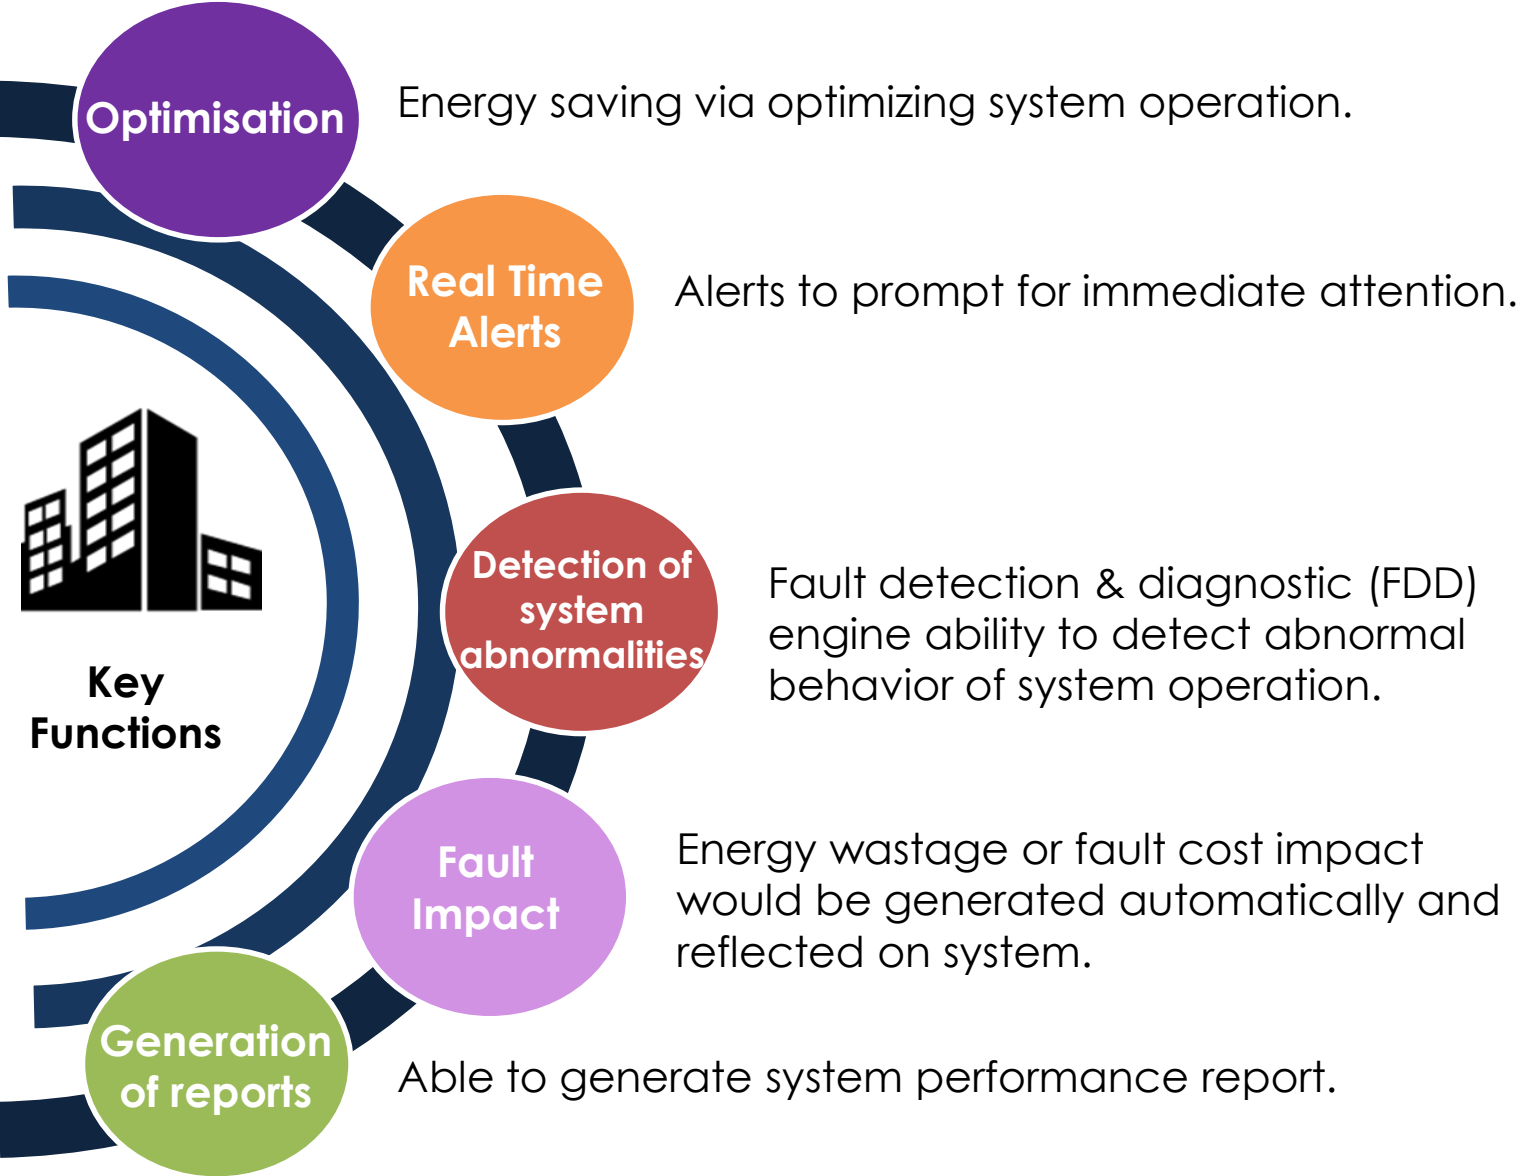 Optimisation
Energy saving via optimizing system operation.
Real Time
Alerts
Alerts to prompt for immediate attention.
Detection of
system
abnormalities
Fault detection & diagnostic (FDD)
engine ability to detect abnormal
behavior of system operation.
Key
Functions
Fault
Impact
Energy wastage or fault cost impact
would be generated automatically and
reflected on system.
Generation
of reports
Able to generate system performance report.